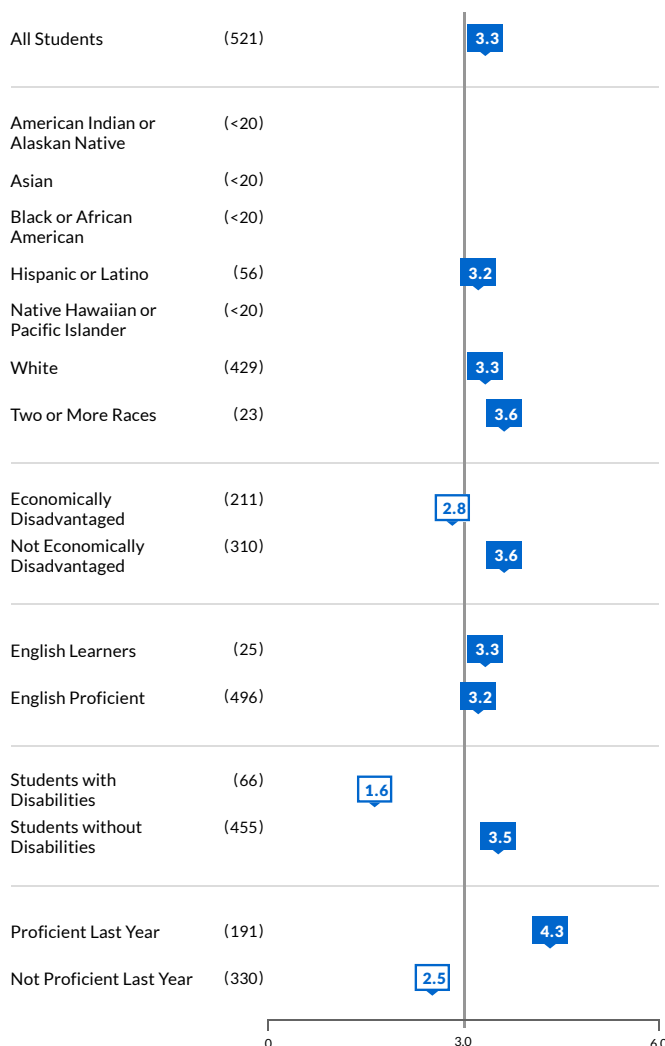 All Students (521) 3.3
American Indian or (<20)
Alaskan Native
Asian (<20)
Black or African (<20)
American
Hispanic or Latino (56) 3.2
Native Hawaiian or (<20)
Pacific Islander
White (429) 3.3
Two or More Races (23) 3.6
Economically (211) 2.8
Disadvantaged
Not Economically (310) 3.6
Disadvantaged
English Learners (25) 3.3
English Proficient (496) 3.2
Students with (66) 1.6
Disabilities
Students without (455) 3.5
Disabilities
Proficient Last Year (191) 4.3
Not Proficient Last Year (330) 2.5
0 3.0 6.0